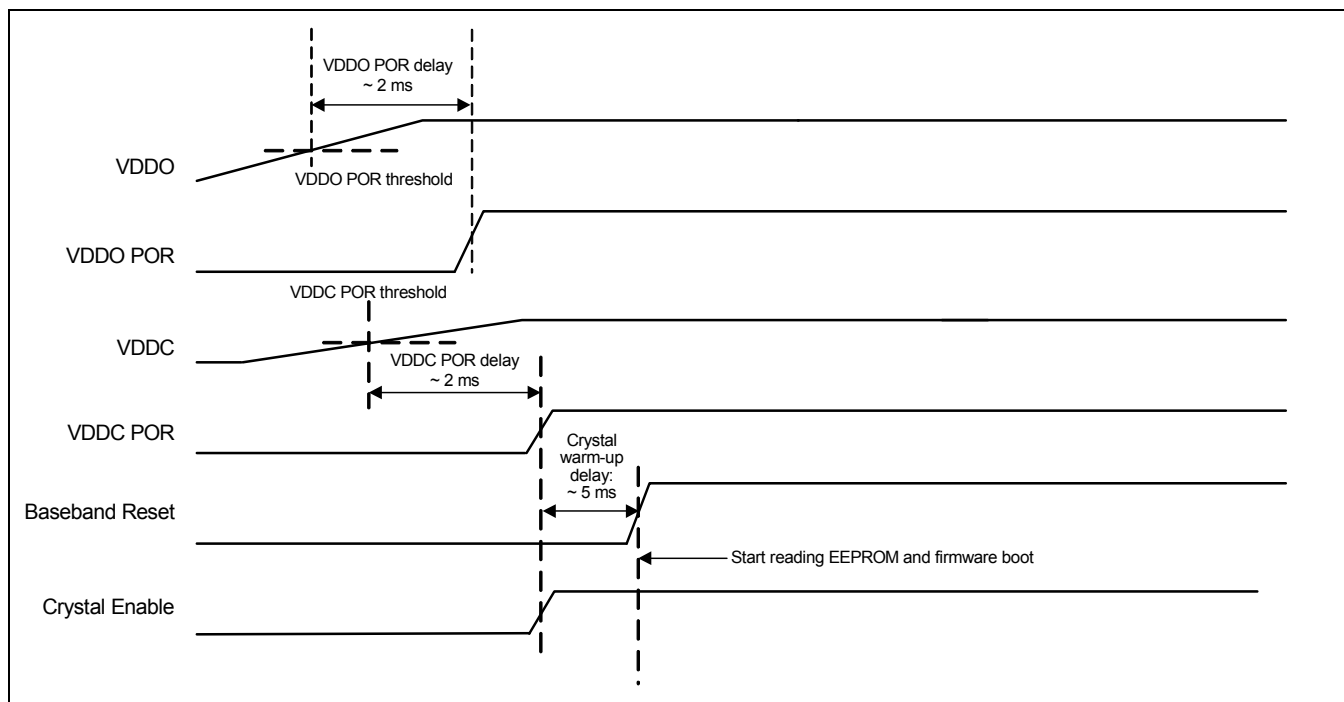 VDDO POR delay
~ 2 ms
VDDO
VDDO POR threshold
VDDO POR
VDDC POR threshold
VDDC
VDDC POR delay
~ 2 ms
VDDC POR
Crystal
warm-up
delay:
~ 5 ms
Baseband Reset
Start reading EEPROM and firmware boot
Crystal Enable